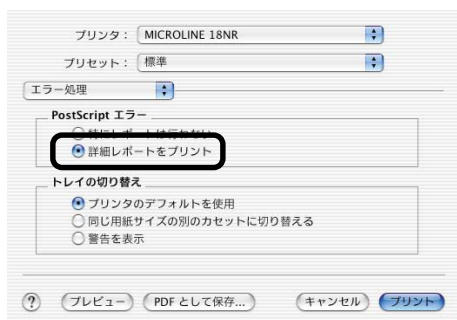 プリンタ： MICROLINE 18NR
プリセット： 標準
エラー処理
PostScript エラー
特にレポートは行わない
詳細レポートをプリント
トレイの切り替え
プリンタのデフォルトを使用
同じ用紙サイズの別のカセットに切り替える
警告を表示
? プレビュー PDF として保存... キャンセル プリント